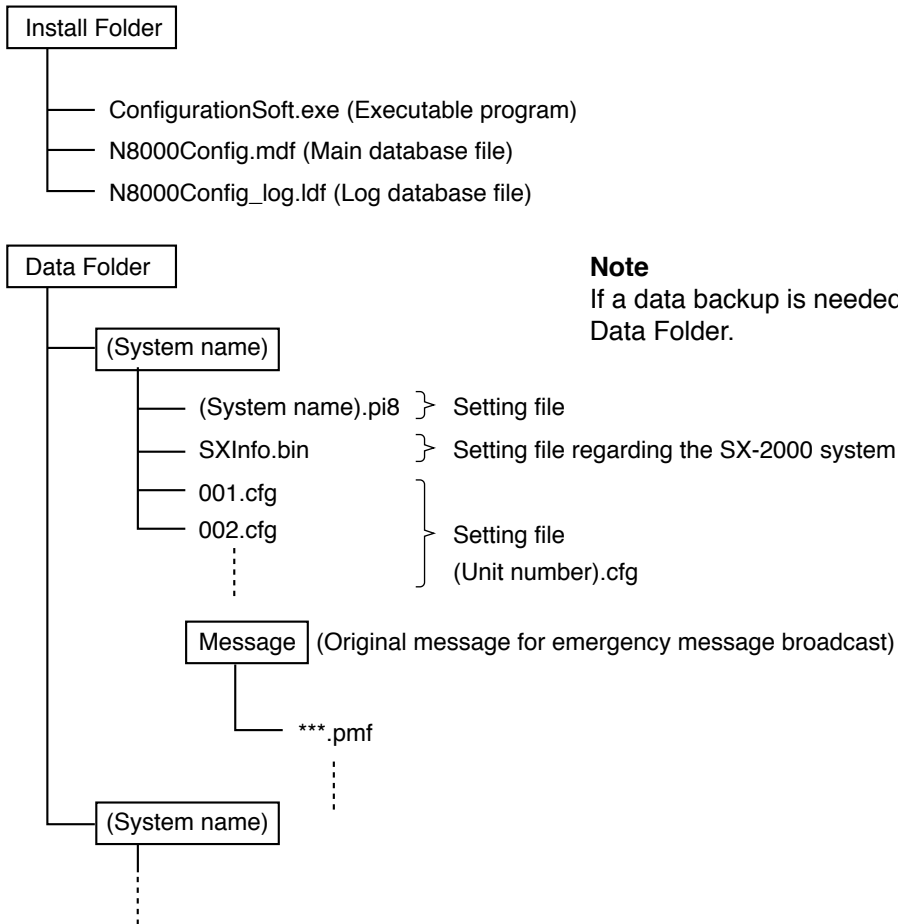 Install Folder
ConfigurationSoft.exe (Executable program)
N8000Config.mdf (Main database file)
N8000Config_log.ldf (Log database file)
Data Folder
Note
If a data backup is needed
Data Folder.
(System name)
(System name).pi8 Setting file
SXInfo.bin Setting file regarding the SX-2000 system
001.cfg
002.cfg Setting file
(Unit number).cfg
Message (Original message for emergency message broadcast)
***.pmf
(System name)